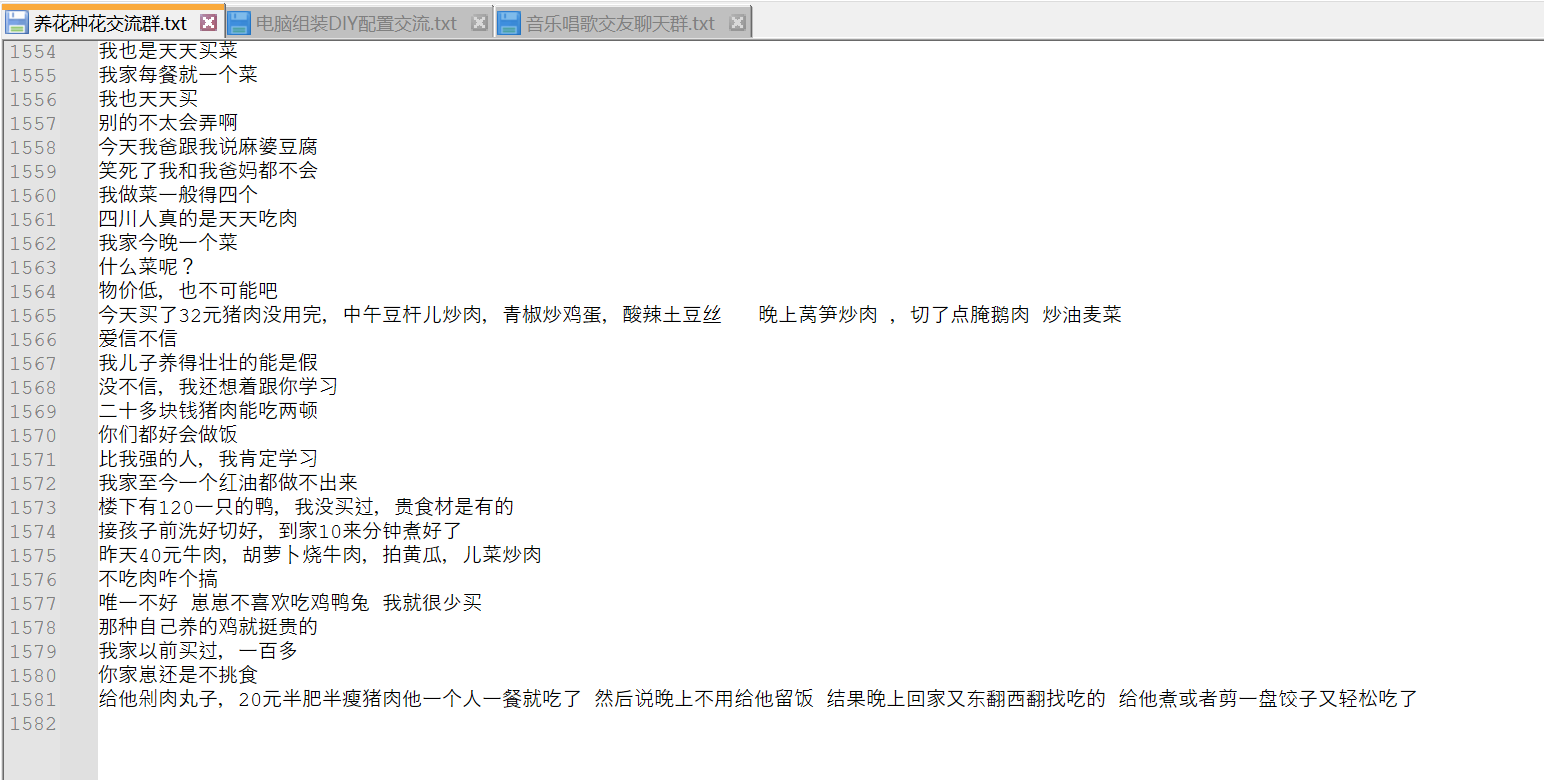 养花种花交流群.txt 电脑组装DIY配置交流.txt 音乐唱歌交友聊天群.txt
1554 我也是天天买菜
1555 我家每餐就一个菜
1556 我也天天买
1557 别的不太会弄啊
1558 今天我爸跟我说麻婆豆腐
1559 笑死了我和我爸妈都不会
1560 我做菜一般得四个
1561 四川人真的是天天吃肉
1562 我家今晚一个菜
1563 什么菜呢？
1564 物价低，也不可能吧
1565 今天买了32元猪肉没用完，中午豆杆儿炒肉，青椒炒鸡蛋，酸辣土豆丝   晚上莴笋炒肉 ，切了点腌鹅肉 炒油麦菜
1566 爱信不信
1567 我儿子养得壮壮的能是假
1568 没不信，我还想着跟你学习
1569 二十多块钱猪肉能吃两顿
1570 你们都好会做饭
1571 比我强的人，我肯定学习
1572 我家至今一个红油都做不出来
1573 楼下有120一只的鸭，我没买过，贵食材是有的
1574 接孩子前洗好切好，到家10来分钟煮好了
1575 昨天40元牛肉，胡萝卜烧牛肉，拍黄瓜，儿菜炒肉
1576 不吃肉咋个搞
1577 唯一不好 崽崽不喜欢吃鸡鸭兔 我就很少买
1578 那种自己养的鸡就挺贵的
1579 我家以前买过，一百多
1580 你家崽还是不挑食
1581 给他剁肉丸子，20元半肥半瘦猪肉他一个人一餐就吃了 然后说晚上不用给他留饭 结果晚上回家又东翻西翻找吃的 给他煮或者剪一盘饺子又轻松吃了
1582